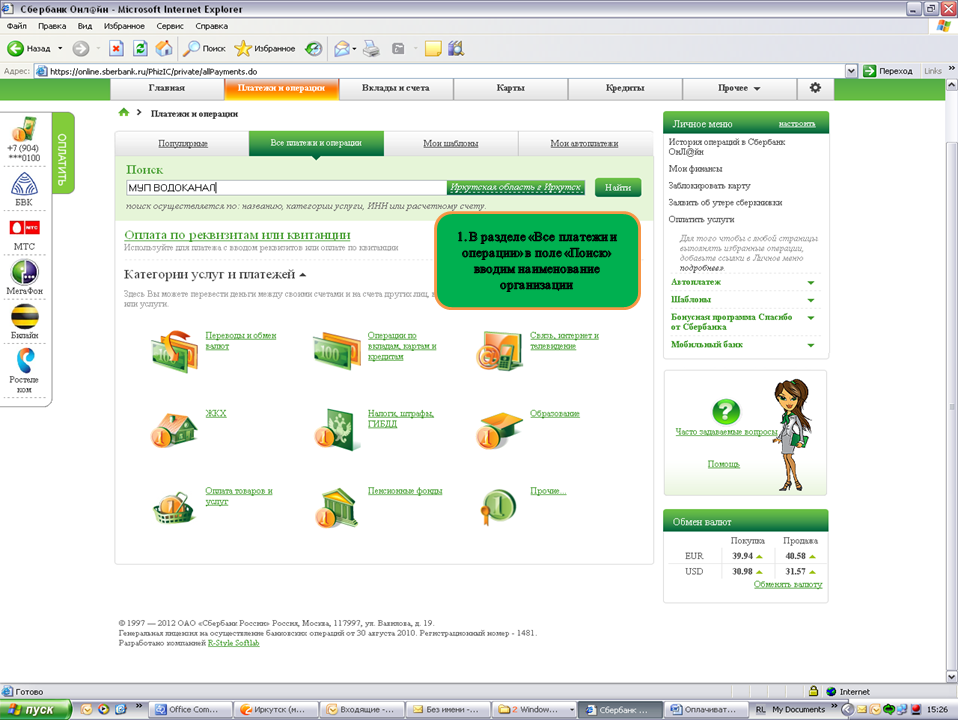 Сбербанк Онл@йн - Microsoft Internet Explorer
Файл Правка Вид Избранное Сервис Справка
Назад Поиск Избранное
Адрес: https://online.sberbank.ru/PhizIC/private/allPayments.do Переход Links »
Главная Платежи и операции Вклады и счета Карты Кредиты Прочее
Платежи и операции
Популярные Все платежи и операции Мои шаблоны Мои автоплатежи
Поиск
МУП ВОДОКАНАЛ Иркутская область г Иркутск Найти
поиск осуществляется по: названию, категории услуги, ИНН или расчетному счету.
Оплата по реквизитам или квитанции
Используйте для платежа с вводом реквизитов или оплате по квитанции
1. В разделе «Все платежи и
операции» в поле «Поиск»
вводим наименование
организации
Категории услуг и платежей
Здесь Вы можете перевести деньги между своими счетами и на счета других лиц,
или услуги.
Переводы и обмен
валют
Операции по
вкладам, картам и
кредитам
Связь, интернет и
телевидение
ЖКХ
Налоги, штрафы,
ГИБДД
Образование
Оплата товаров и
услуг
Пенсионные фонды
Прочие...
ОПЛАТИТЬ
+7 (904)
***0100
БВК
МТС
МТС
МегаФон
Билайн
Ростеле
ком
Личное меню настроить
История операций в Сбербанк
ОнЛ@йн
Мои финансы
Заблокировать карту
Заявить об утере сберкнижки
Оплатить услуги
Для того чтобы с любой страницы
выполнять избранные операции,
добавьте ссылки в Личное меню
подробнее».
Автоплатеж
Шаблоны
Бонусная программа Спасибо
от Сбербанка
Мобильный банк
Часто задаваемые вопросы
Помощь
Обмен валют
Покупка Продажа
EUR 39.94 40.58
USD 30.98 31.57
Обменять валюту
© 1997 — 2012 ОАО «Сбербанк России» Россия, Москва, 117997, ул. Вавилова, д. 19.
Генеральная лицензия на осуществление банковских операций от 30 августа 2010. Регистрационный номер - 1481.
Разработано компанией R-Style Softlab
Готово Internet
пуск » Office Com... Иркутск (м... Входящие -... Без имени -... 2 Window... Сбербанк ... Оплачиват... RL My Documents » 15:26